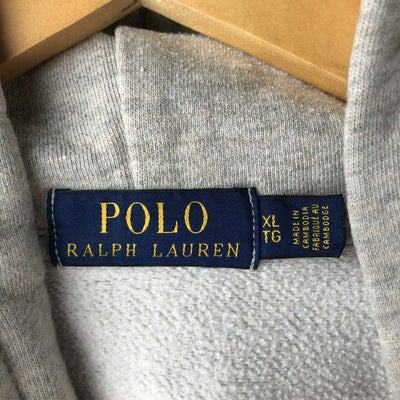 POLO
RALPH LAUREN
XL
TG
MADE IN
CAMBODIA
FABRIQUÉ AU
CAMBODGE